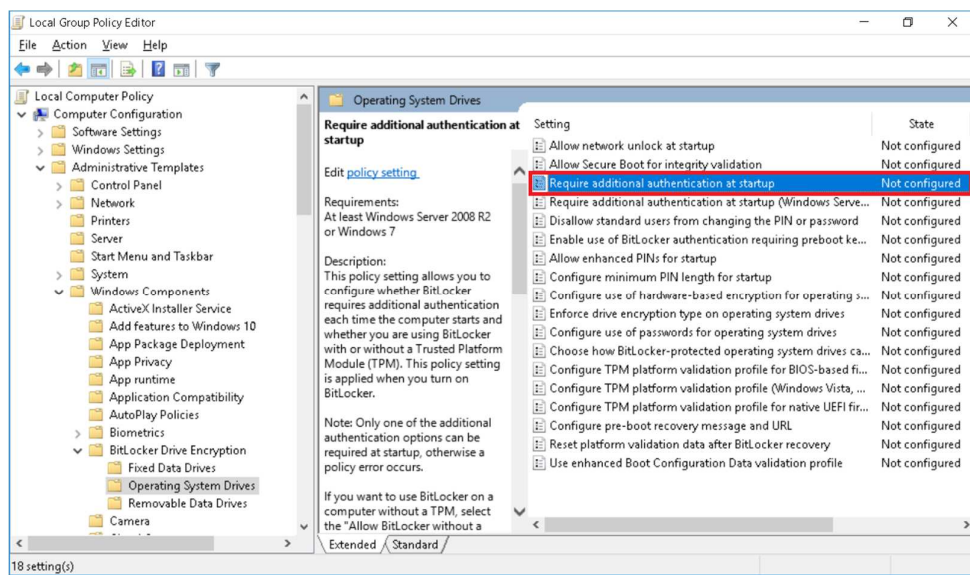 Local Group Policy Editor
File Action View Help
Local Computer Policy
Computer Configuration
Software Settings
Windows Settings
Administrative Templates
Control Panel
Network
Printers
Server
Start Menu and Taskbar
System
Windows Components
ActiveX Installer Service
Add features to Windows 10
App Package Deployment
App Privacy
App runtime
Application Compatibility
AutoPlay Policies
Biometrics
BitLocker Drive Encryption
Fixed Data Drives
Operating System Drives
Removable Data Drives
Camera
Operating System Drives
Require additional authentication at
startup
Edit policy setting
Requirements:
At least Windows Server 2008 R2
or Windows 7
Description:
This policy setting allows you to
configure whether BitLocker
requires additional authentication
each time the computer starts and
whether you are using BitLocker
with or without a Trusted Platform
Module (TPM). This policy setting
is applied when you turn on
BitLocker.
Note: Only one of the additional
authentication options can be
required at startup, otherwise a
policy error occurs.
If you want to use BitLocker on a
computer without a TPM, select
the "Allow BitLocker without a
Setting State
Allow network unlock at startup Not configured
Allow Secure Boot for integrity validation Not configured
Require additional authentication at startup Not configured
Require additional authentication at startup (Windows Serve... Not configured
Disallow standard users from changing the PIN or password Not configured
Enable use of BitLocker authentication requiring preboot ke... Not configured
Allow enhanced PINs for startup Not configured
Configure minimum PIN length for startup Not configured
Configure use of hardware-based encryption for operating s... Not configured
Enforce drive encryption type on operating system drives Not configured
Configure use of passwords for operating system drives Not configured
Choose how BitLocker-protected operating system drives ca... Not configured
Configure TPM platform validation profile for BIOS-based fi... Not configured
Configure TPM platform validation profile (Windows Vista, ... Not configured
Configure TPM platform validation profile for native UEFI fir... Not configured
Configure pre-boot recovery message and URL Not configured
Reset platform validation data after BitLocker recovery Not configured
Use enhanced Boot Configuration Data validation profile Not configured
Extended Standard
18 setting(s)